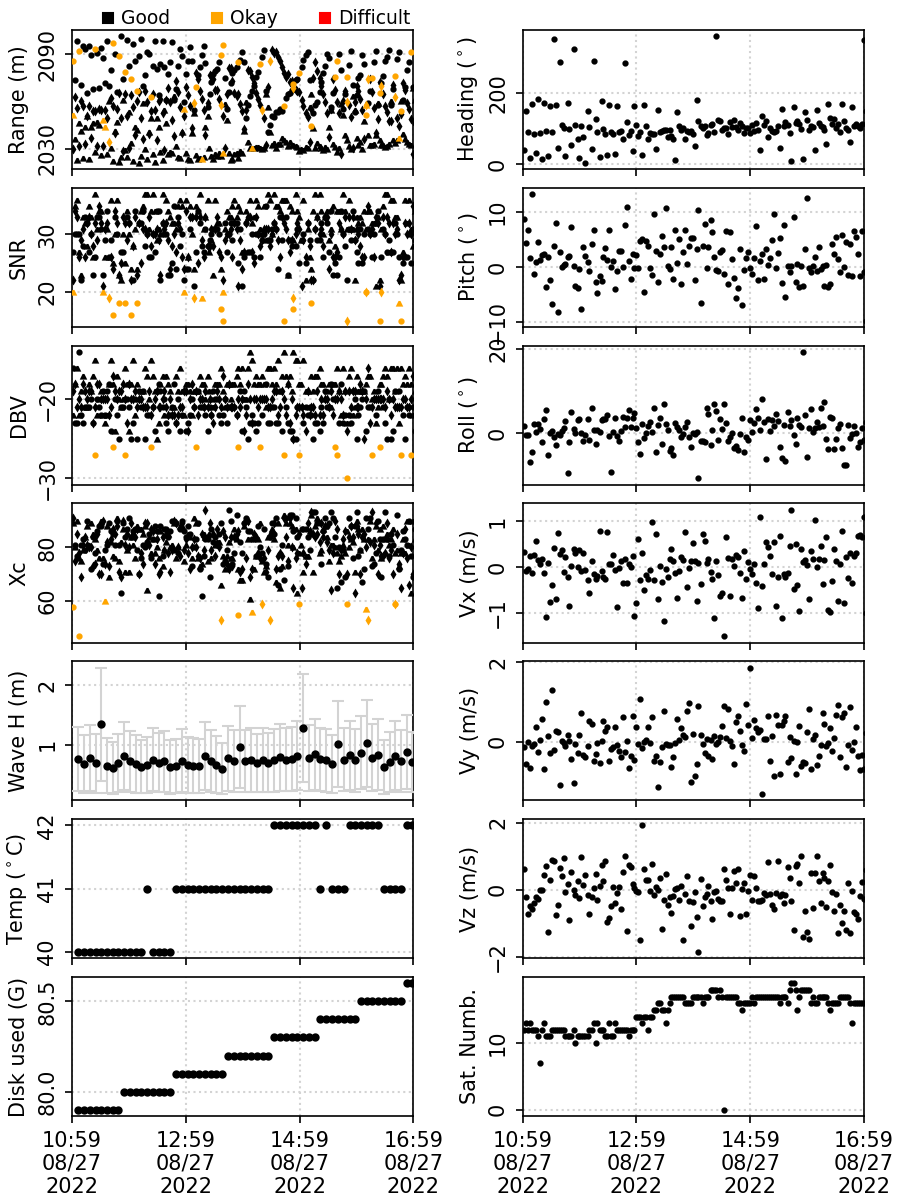 Good Okay Difficult
Range (m)
2090
2030
Heading (°)
200
0
SNR
30
20
Pitch (°)
10
0
−10
DBV
−20
−30
Roll (°)
20
0
Xc
80
60
Vx (m/s)
1
0
−1
Wave H (m)
2
1
Vy (m/s)
2
0
Temp (°C)
42
41
40
Vz (m/s)
2
0
−2
Disk used (G)
80.5
80.0
Sat. Numb.
10
0
10:59 12:59 14:59 16:59
08/27 08/27 08/27 08/27
2022 2022 2022 2022
10:59 12:59 14:59 16:59
08/27 08/27 08/27 08/27
2022 2022 2022 2022